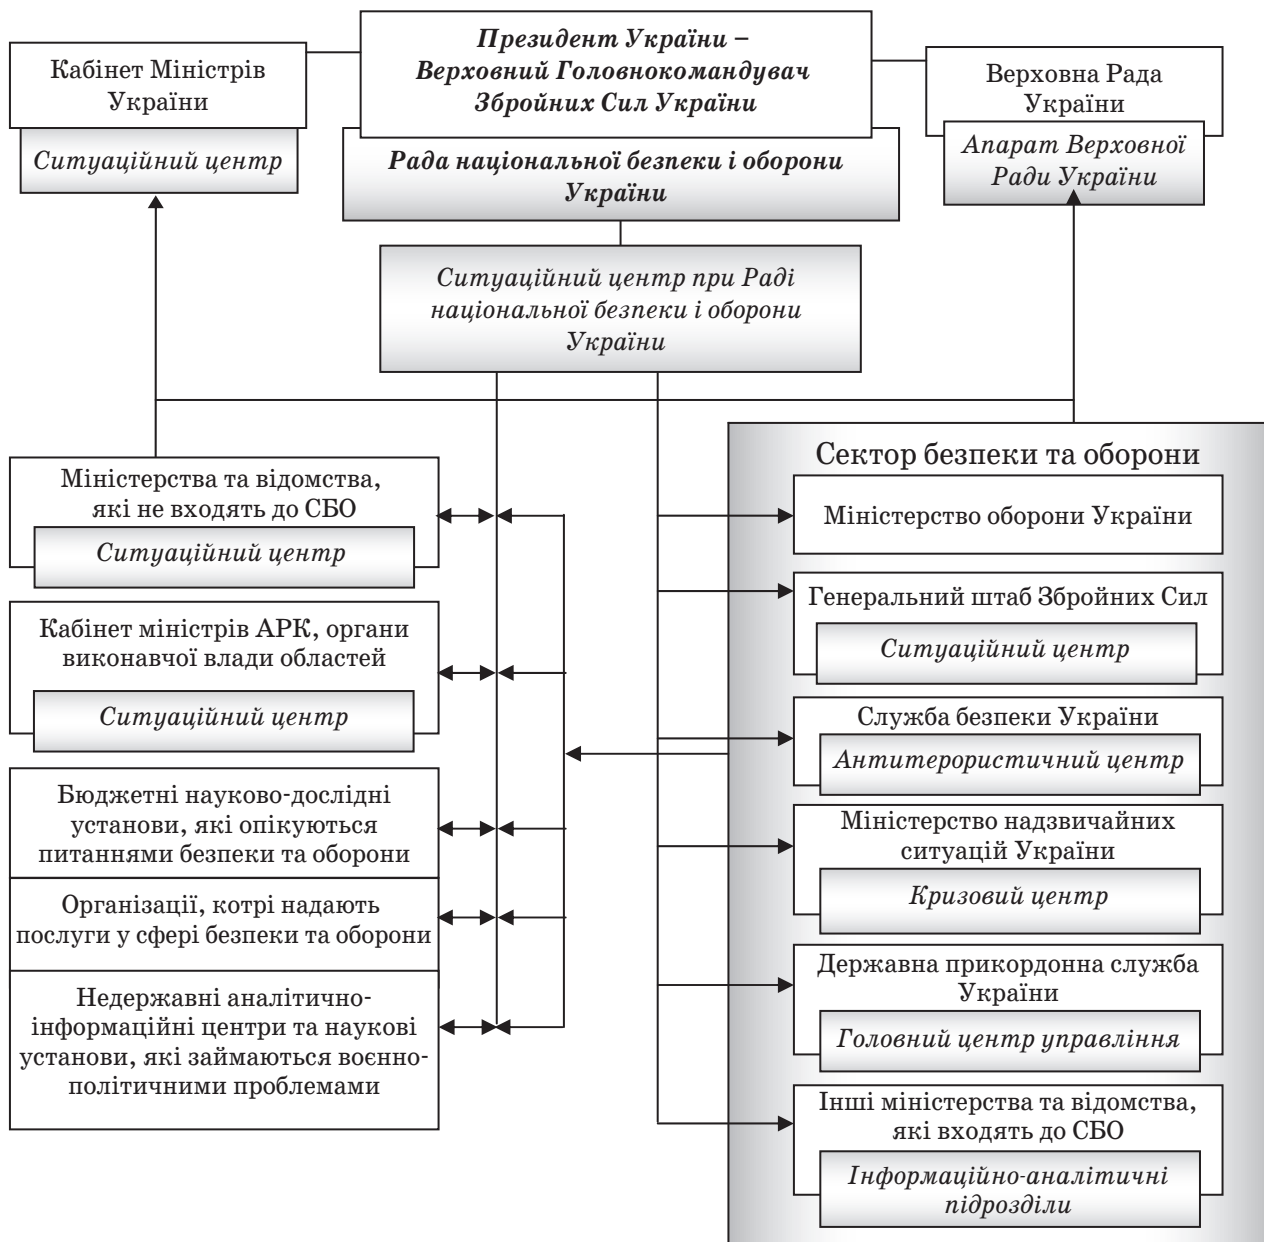 Президент України –
Верховний Головнокомандувач
Збройних Сил України
Кабінет Міністрів
України
Ситуаційний центр
Верховна Рада
України
Апарат Верховної
Ради України
Рада національної безпеки і оборони
України
Ситуаційний центр при Раді
національної безпеки і оборони
України
Міністерства та відомства,
які не входять до СБО
Ситуаційний центр
Кабінет міністрів АРК, органи
виконавчої влади областей
Ситуаційний центр
Бюджетні науково-дослідні
установи, які опікуються
питаннями безпеки та оборони
Організації, котрі надають
послуги у сфері безпеки та оборони
Недержавні аналітично-
інформаційні центри та наукові
установи, які займаються воєнно-
політичними проблемами
Сектор безпеки та оборони
Міністерство оборони України
Генеральний штаб Збройних Сил
Ситуаційний центр
Служба безпеки України
Антитерористичний центр
Міністерство надзвичайних
ситуацій України
Кризовий центр
Державна прикордонна служба
України
Головний центр управління
Інші міністерства та відомства,
які входять до СБО
Інформаційно-аналітичні
підрозділи